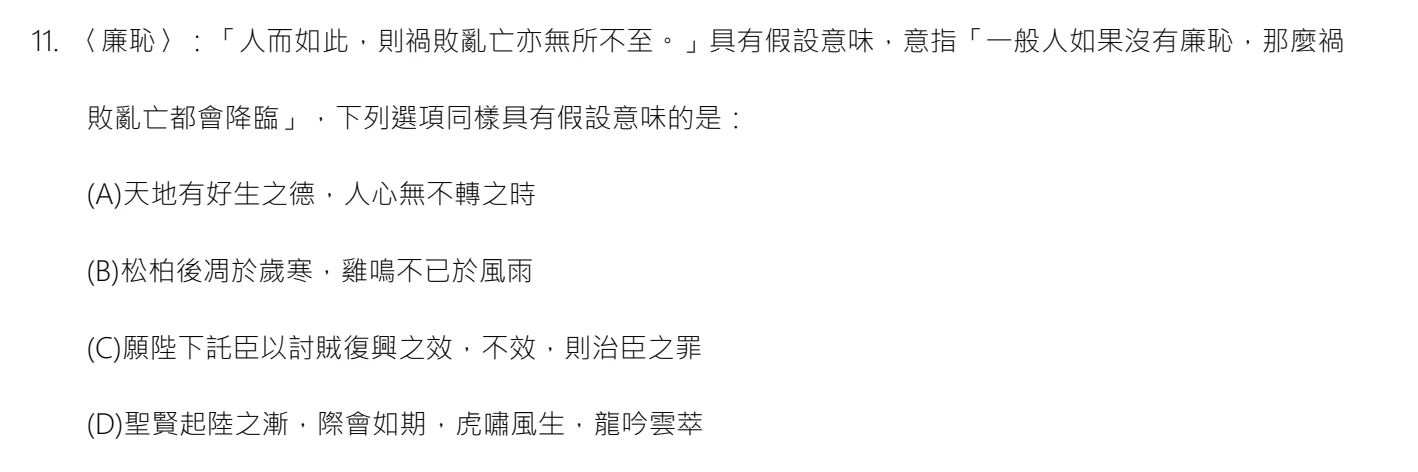 11. 〈廉恥〉:「人而如此,則禍敗亂亡亦無所不至。」具有假設意味,意指「一般人如果沒有廉恥,那麼禍
敗亂亡都會降臨」,下列選項同樣具有假設意味的是:
(A)天地有好生之德,人心無不轉之時
(B)松柏後凋於歲寒,雞鳴不已於風雨
(C)願陛下託臣以討賊復興之效,不效,則治臣之罪
(D)聖賢起陸之漸,際會如期,虎嘯風生,龍吟雲萃